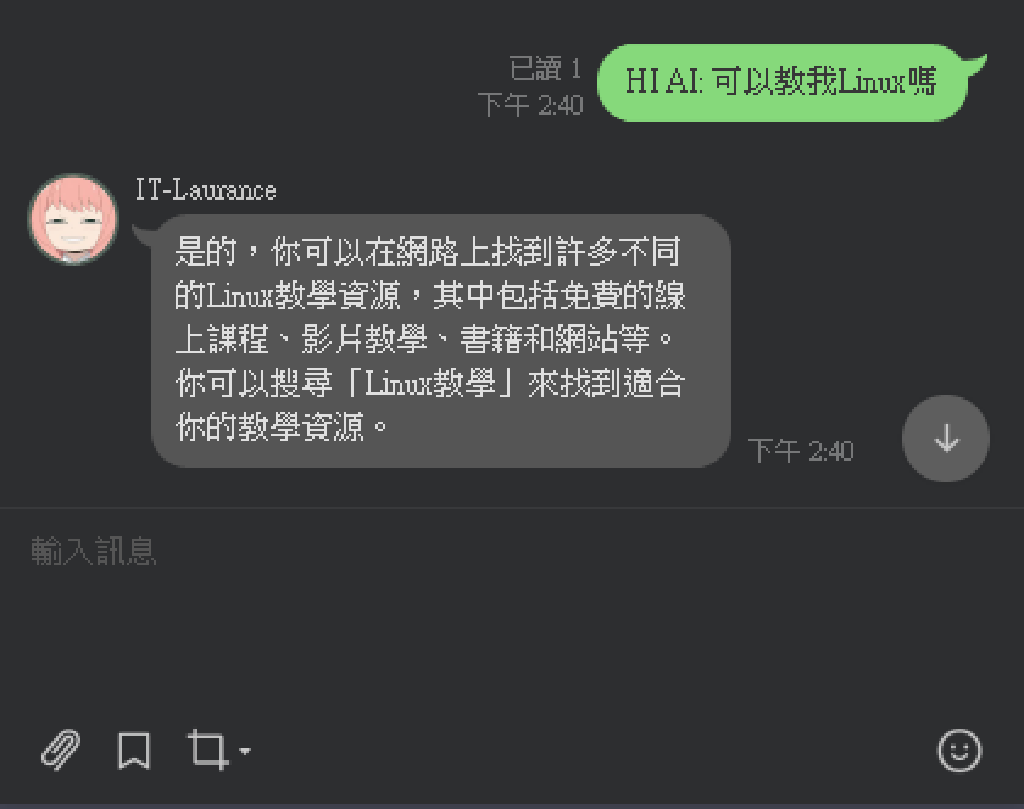 已讀 1
下午 2:40
HI AI: 可以教我Linux嗎
IT-Laurance
是的，你可以在網路上找到許多不同
的Linux教學資源，其中包括免費的線
上課程、影片教學、書籍和網站等。
你可以搜尋「Linux教學」來找到適合
你的教學資源。
下午 2:40
輸入訊息